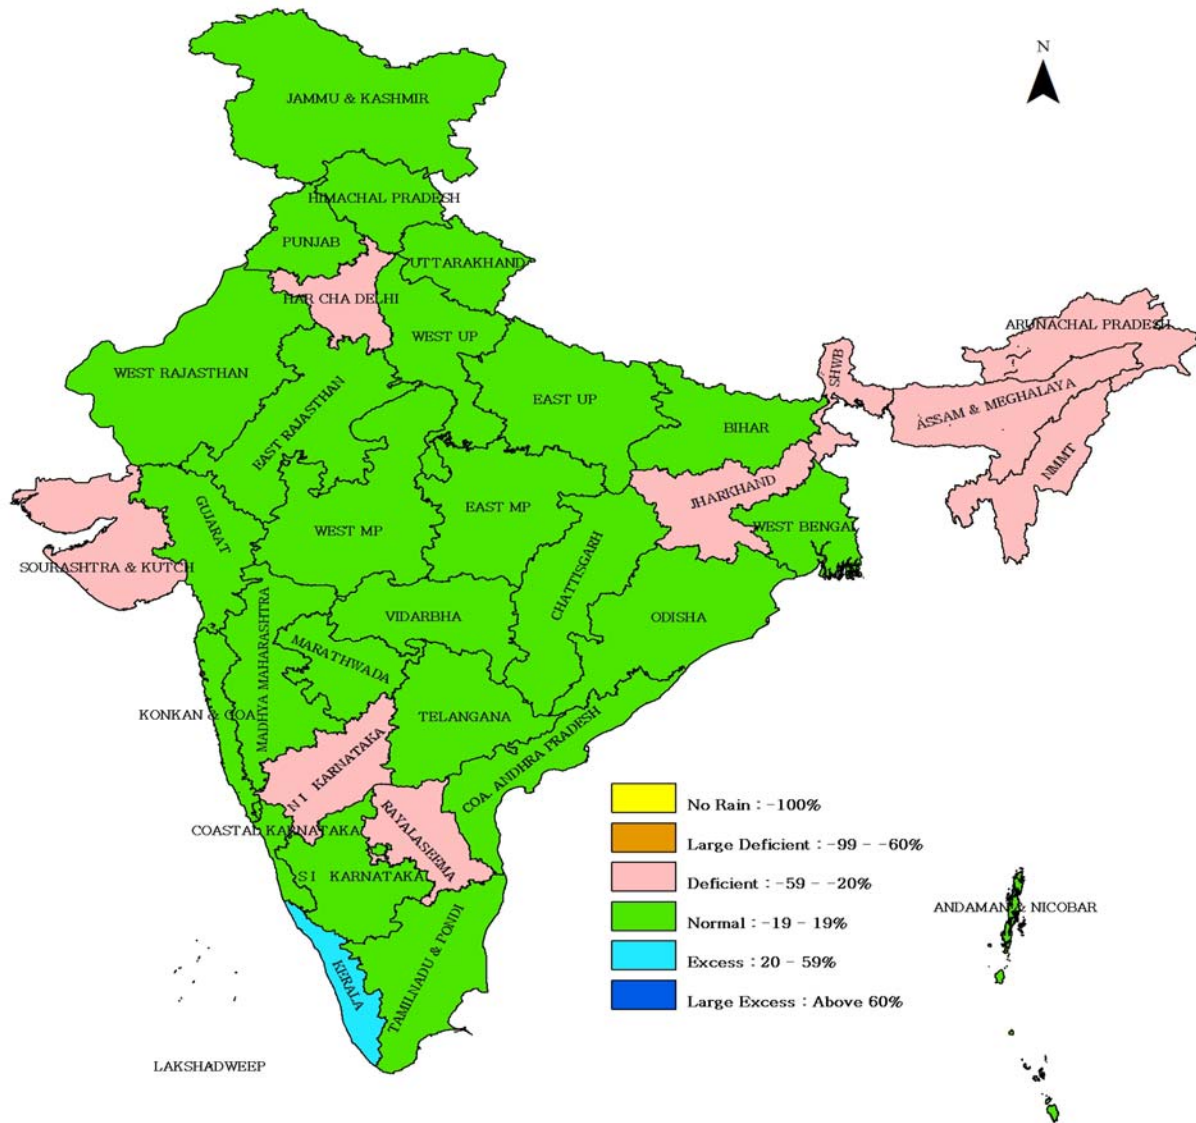 N
JAMMU & KASHMIR
HIMACHAL PRADESH
PUNJAB
UTTARAKHAND
HAR CHA DELHI
ARUNACHAL PRADESH
WEST UP
WEST RAJASTHAN
SHWB
EAST RAJASTHAN
EAST UP
ASSAM & MEGHALAYA
BIHAR
NMMT
JHARKHAND
EAST MP
GUJARAT
WEST MP
WEST BENGAL
SOURASHTRA & KUTCH
CHATTISGARH
VIDARBHA
ODISHA
MADHYA MAHARASHTRA
MARATHWADA
KONKAN & GOA
TELANGANA
N I KARNATAKA
COA. ANDHRA PRADESH
COASTAL KARNATAKA
RAYALASEEMA
S I KARNATAKA
KERALA
TAMILNADU & PONDI
LAKSHADWEEP
ANDAMAN & NICOBAR
No Rain : -100%
Large Deficient : -99 - -60%
Deficient : -59 - -20%
Normal : -19 - 19%
Excess : 20 - 59%
Large Excess : Above 60%